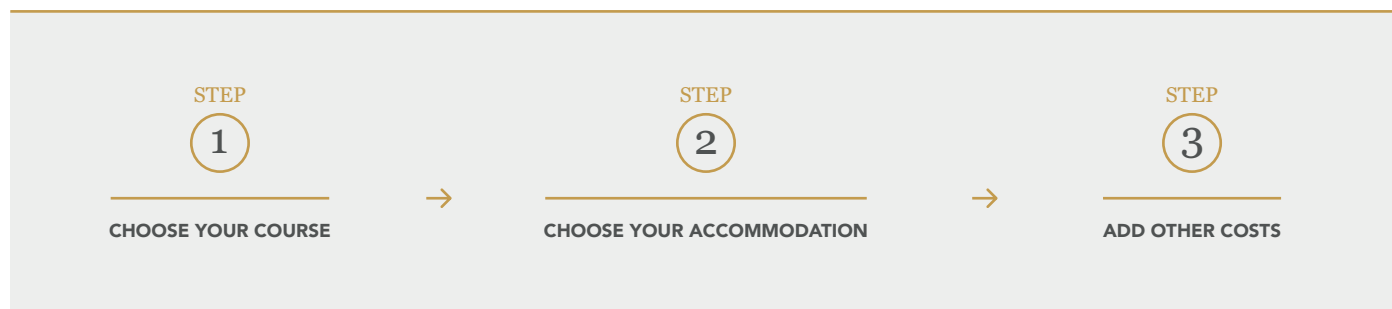 STEP
1
CHOOSE YOUR COURSE
STEP
2
CHOOSE YOUR ACCOMMODATION
STEP
3
ADD OTHER COSTS